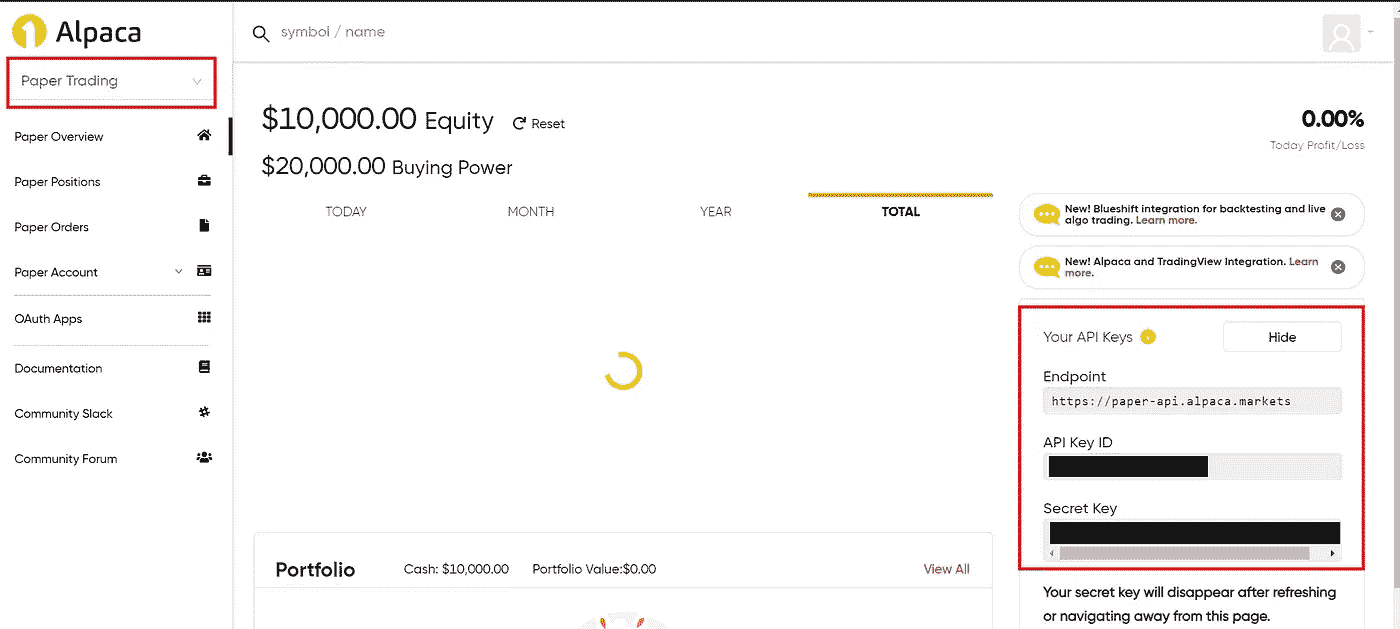 Alpaca
symbol / name
Paper Trading
$10,000.00 Equity
Reset
0.00%
Today Profit/Loss
Paper Overview
$20,000.00 Buying Power
Paper Positions
TODAY MONTH YEAR TOTAL
New! Blueshift integration for backtesting and live
algo trading. Learn more.
Paper Orders
Paper Account
New! Alpaca and TradingView Integration. Learn
more.
OAuth Apps
Your API Keys
Hide
Documentation
Endpoint
https://paper-api.alpaca.markets
Community Slack
API Key ID
Community Forum
Secret Key
Portfolio
Cash: $10,000.00
Portfolio Value:$0.00
View All
Your secret key will disappear after refreshing
or navigating away from this page.